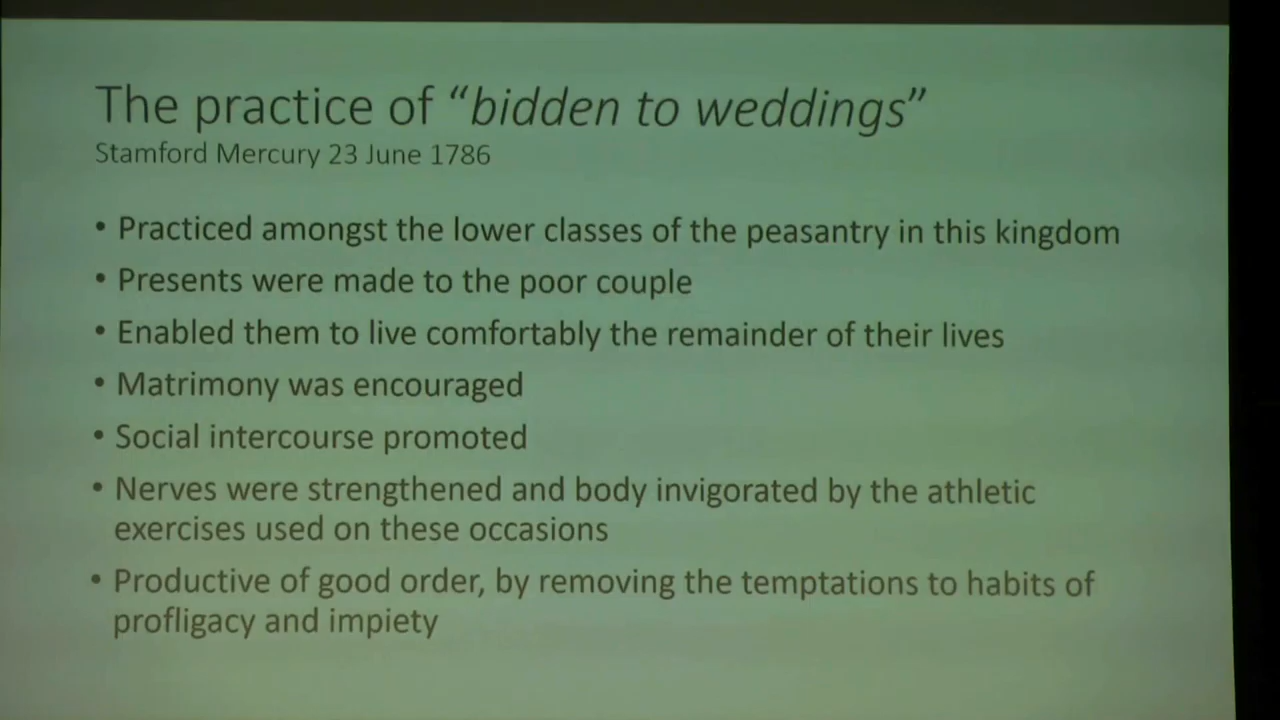 The practice of “bidden to weddings”
Stamford Mercury 23 June 1786
• Practiced amongst the lower classes of the peasantry in this kingdom
• Presents were made to the poor couple
• Enabled them to live comfortably the remainder of their lives
• Matrimony was encouraged
• Social intercourse promoted
• Nerves were strengthened and body invigorated by the athletic
exercises used on these occasions
• Productive of good order, by removing the temptations to habits of
profligacy and impiety